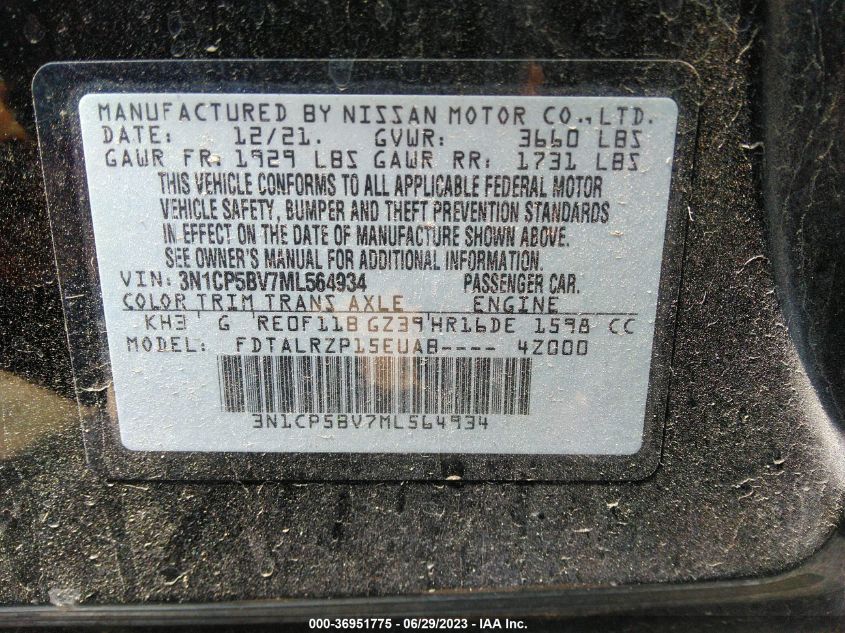 MANUFACTURED BY NISSAN MOTOR CO.,LTD.
DATE: 12/21. GVWR: 3660 LBS
GAWR FR: 1929 LBS GAWR RR: 1731 LBS
THIS VEHICLE CONFORMS TO ALL APPLICABLE FEDERAL MOTOR
VEHICLE SAFETY, BUMPER AND THEFT PREVENTION STANDARDS
IN EFFECT ON THE DATE OF MANUFACTURE SHOWN ABOVE.
SEE OWNER'S MANUAL FOR ADDITIONAL INFORMATION.
VIN: 3N1CP5BV7ML564934 PASSENGER CAR.
COLOR TRIM TRANS AXLE ENGINE
KH3 G RE0F11B GZ39 HR16DE 1598 CC
MODEL: FDTALRZP15EUAB---- 4Z000
3N1CP5BV7ML564934
000-36951775 - 06/29/2023 - IAAI Inc.